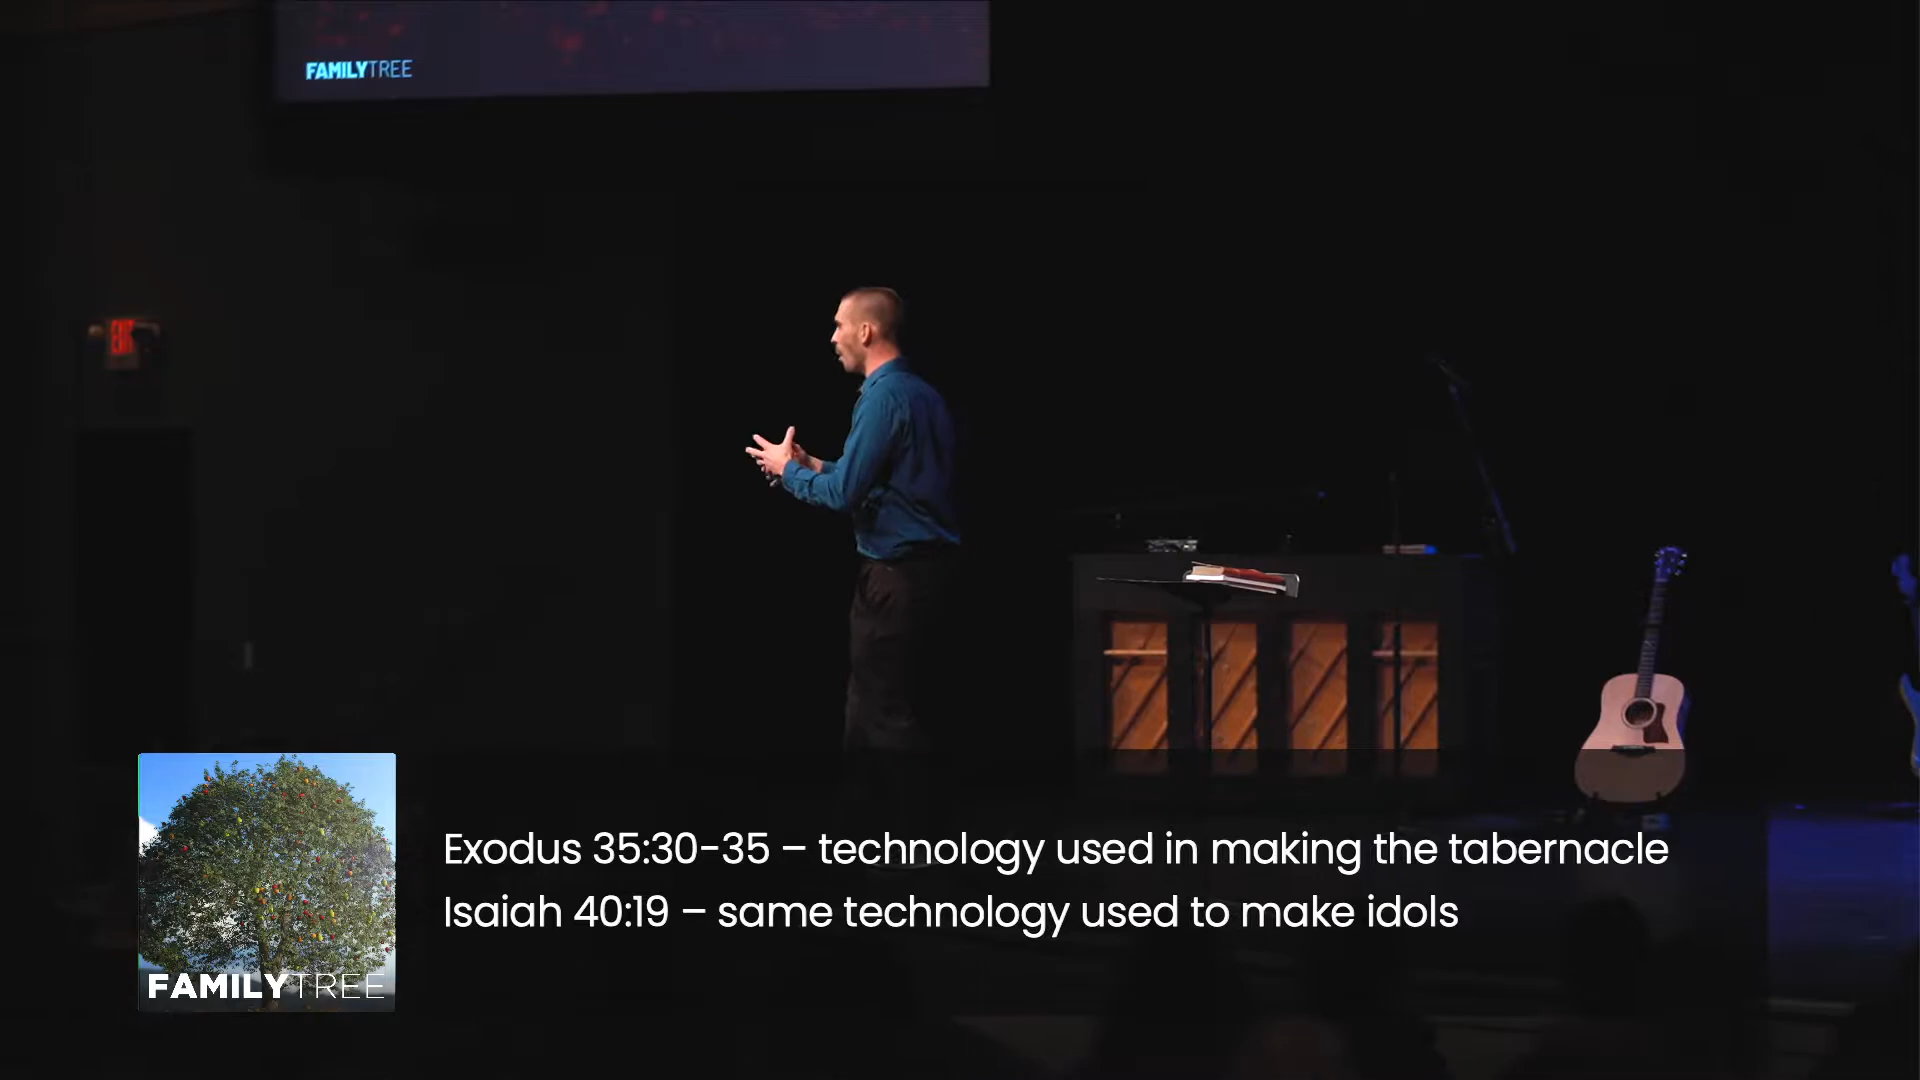 FAMILYTREE
EXIT
Exodus 35:30-35 – technology used in making the tabernacle
Isaiah 40:19 – same technology used to make idols
FAMILYTREE